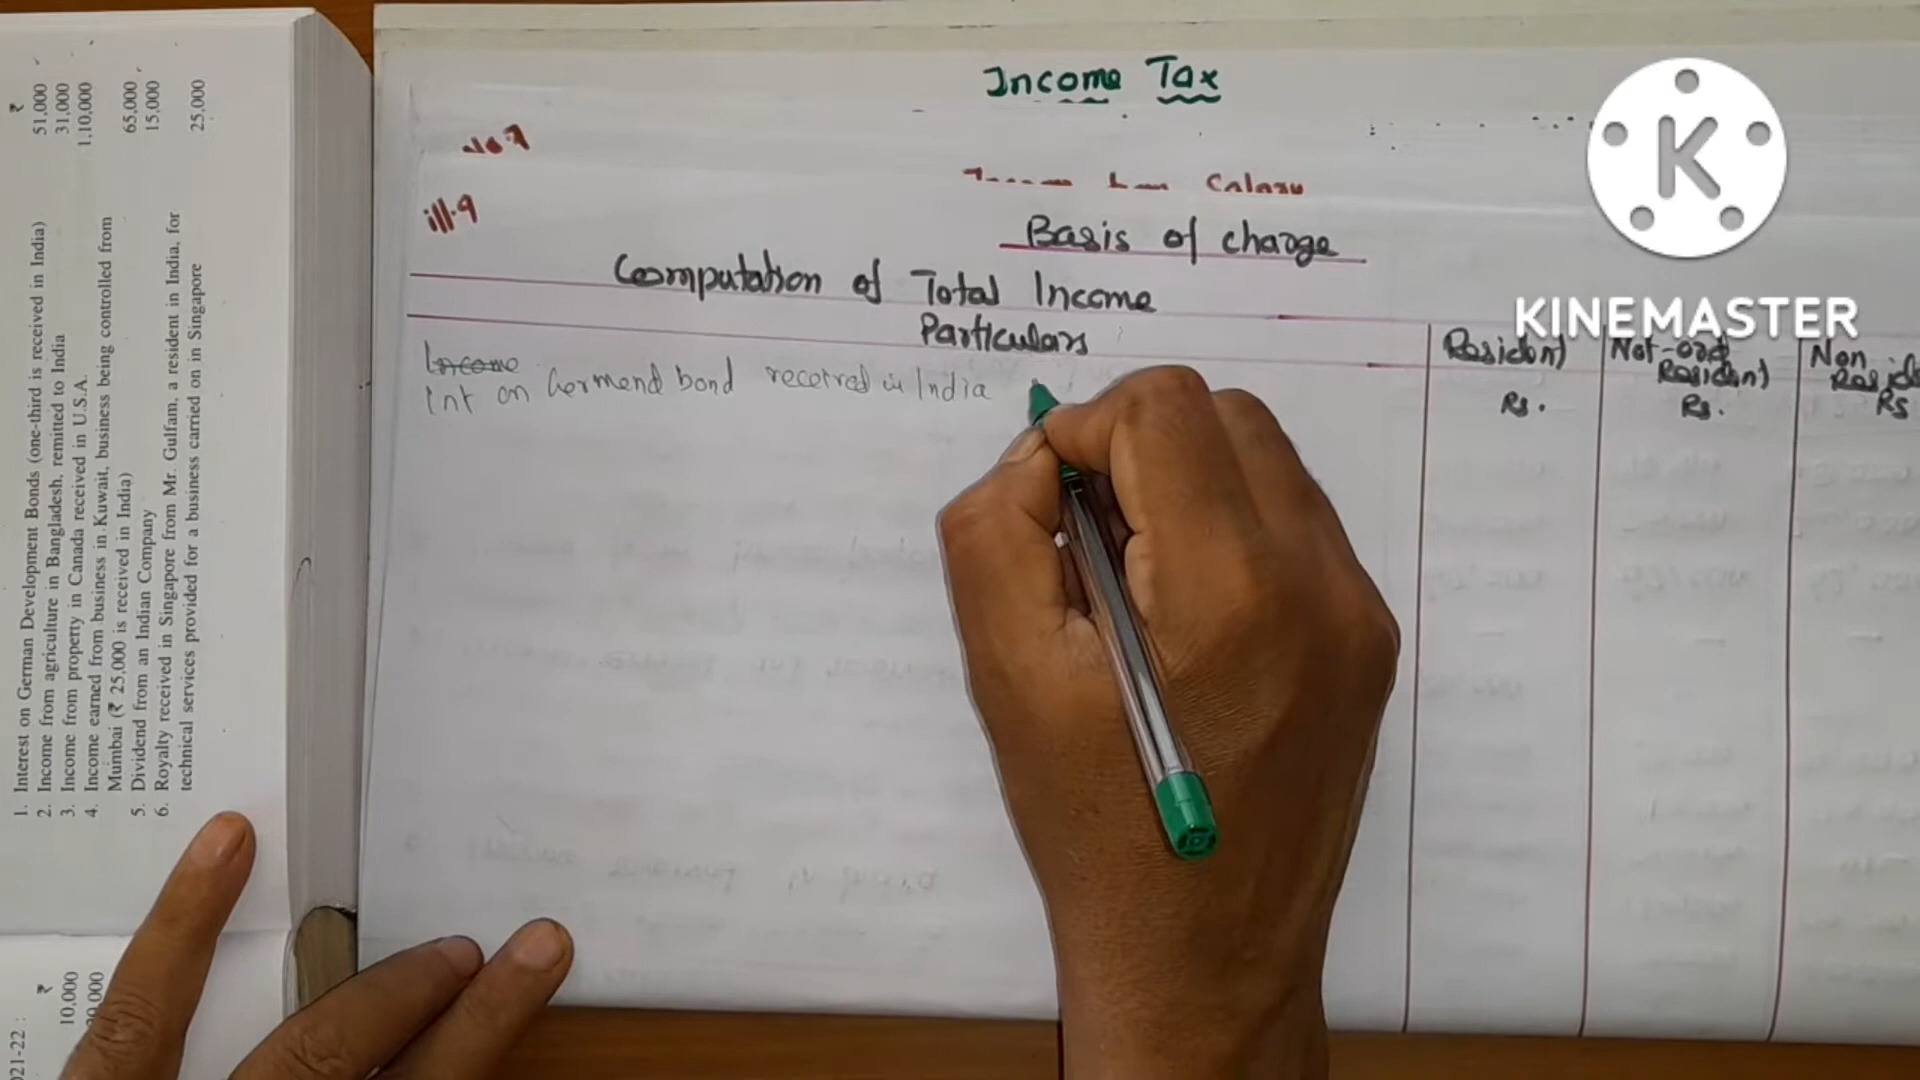 1. Interest on German Development Bonds (one-third is received in India) 51,000
2. Income from agriculture in Bangladesh, remitted to India 31,000
3. Income from property in Canada received in U.S.A. 1,10,000
4. Income earned from business in Kuwait, business being controlled from
Mumbai (₹ 25,000 is received in India) 65,000
5. Dividend from an Indian Company 15,000
6. Royalty received in Singapore from Mr. Gulfam, a resident in India, for
technical services provided for a business carried on in Singapore 25,000
₹
021-22 :
₹
10,000
Income Tax
ill.9
Basis of charge
Computation of Total Income
Particulars
Resident
Rs.
Not-ord
Resident
Rs.
Non
Resid
Rs
Income
Int on Germend bond received in India
KINEMASTER